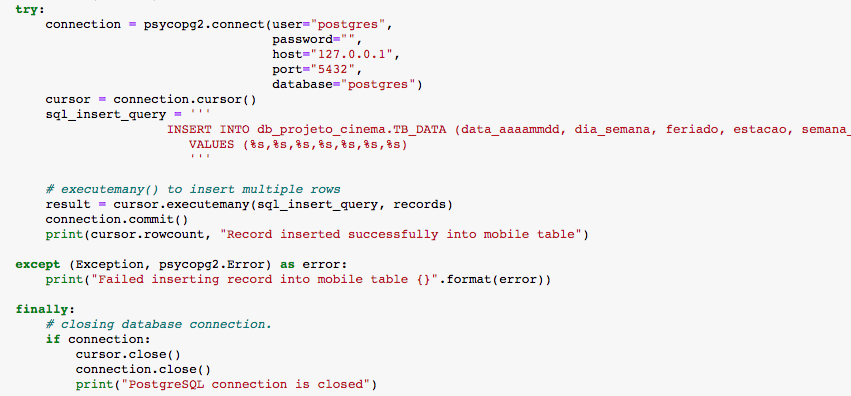 try:
    connection = psycopg2.connect(user="postgres",
                                  password="",
                                  host="127.0.0.1",
                                  port="5432",
                                  database="postgres")
    cursor = connection.cursor()
    sql_insert_query = '''
                    INSERT INTO db_projeto_cinema.TB_DATA (data_aaaammdd, dia_semana, feriado, estacao, semana_
                       VALUES (%s,%s,%s,%s,%s,%s,%s)
                       '''
    # executemany() to insert multiple rows
    result = cursor.executemany(sql_insert_query, records)
    connection.commit()
    print(cursor.rowcount, "Record inserted successfully into mobile table")
except (Exception, psycopg2.Error) as error:
    print("Failed inserting record into mobile table {}".format(error))
finally:
    # closing database connection.
    if connection:
        cursor.close()
        connection.close()
        print("PostgreSQL connection is closed")